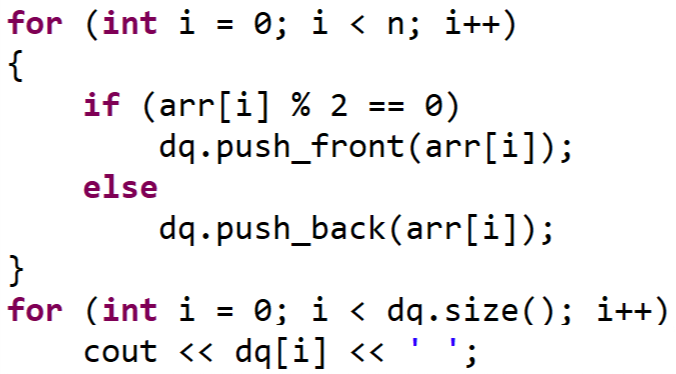 for (int i = 0; i < n; i++)
{
    if (arr[i] % 2 == 0)
        dq.push_front(arr[i]);
    else
        dq.push_back(arr[i]);
}
for (int i = 0; i < dq.size(); i++)
    cout << dq[i] << ' ';